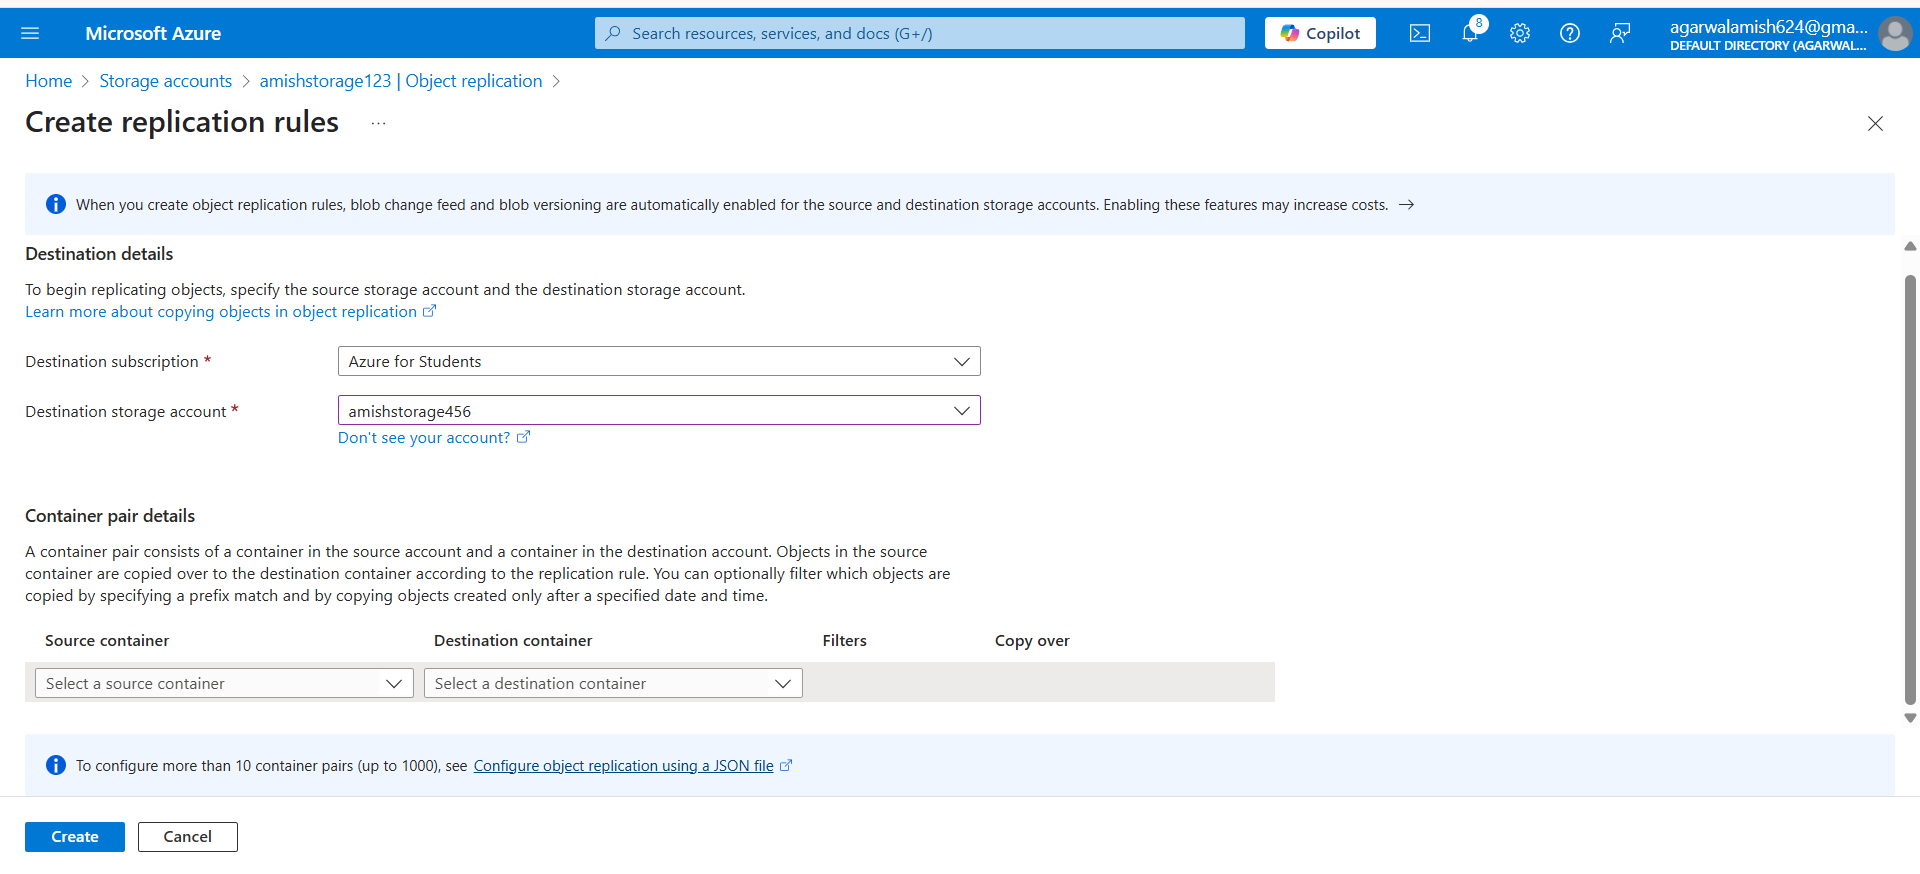 Microsoft Azure
Search resources, services, and docs (G+/)
Copilot
8
agarwalamish624@gma...
DEFAULT DIRECTORY (AGARWAL...
Home > Storage accounts > amishstorage123 | Object replication >
Create replication rules ...
When you create object replication rules, blob change feed and blob versioning are automatically enabled for the source and destination storage accounts. Enabling these features may increase costs. →
Destination details
To begin replicating objects, specify the source storage account and the destination storage account.
Learn more about copying objects in object replication
Destination subscription *
Azure for Students
Destination storage account *
amishstorage456
Don't see your account?
Container pair details
A container pair consists of a container in the source account and a container in the destination account. Objects in the source
container are copied over to the destination container according to the replication rule. You can optionally filter which objects are
copied by specifying a prefix match and by copying objects created only after a specified date and time.
Source container Destination container Filters Copy over
Select a source container Select a destination container
To configure more than 10 container pairs (up to 1000), see Configure object replication using a JSON file
Create Cancel